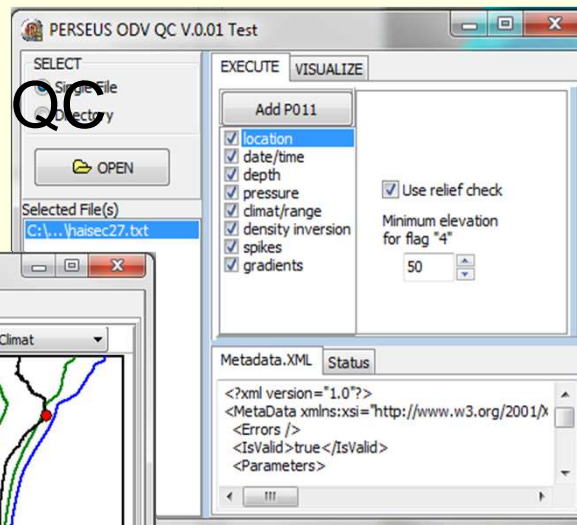 PERSEUS ODV QC V.0.01 Test
SELECT
Single File
Directory
QC
OPEN
Selected File(s)
C:\...\haisec27.txt
EXECUTE VISUALIZE
Add P011
location
date/time
depth
pressure
climat/range
density inversion
spikes
gradients
Use relief check
Minimum elevation
for flag "4"
50
Metadata.XML Status
<?xml version="1.0"?>
<MetaData xmlns:xsi="http://www.w3.org/2001/X
<Errors />
<IsValid>true</IsValid>
<Parameters>
Climat